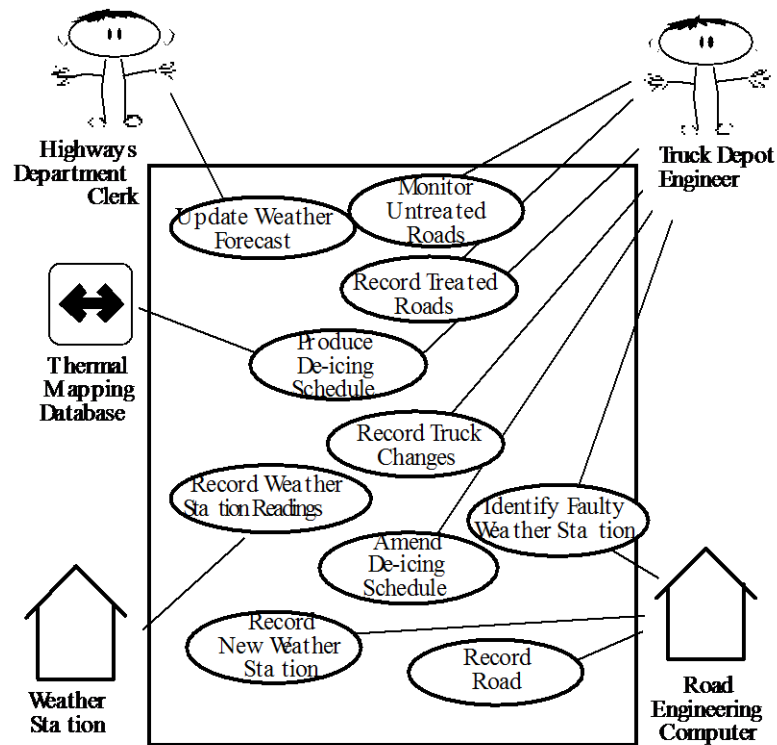 Highways
Department
Clerk
Truck Depot
Engineer
Monitor
Untreated
Roads
Update Weather
Forecast
Record Treated
Roads
Thermal
Mapping
Database
Produce
De-icing
Schedule
Record Truck
Changes
Record Weather
Station Readings
Identify Faulty
Weather Station
Amend
De-icing
Schedule
Record
New Weather
Station
Record
Road
Weather
Station
Road
Engineering
Computer